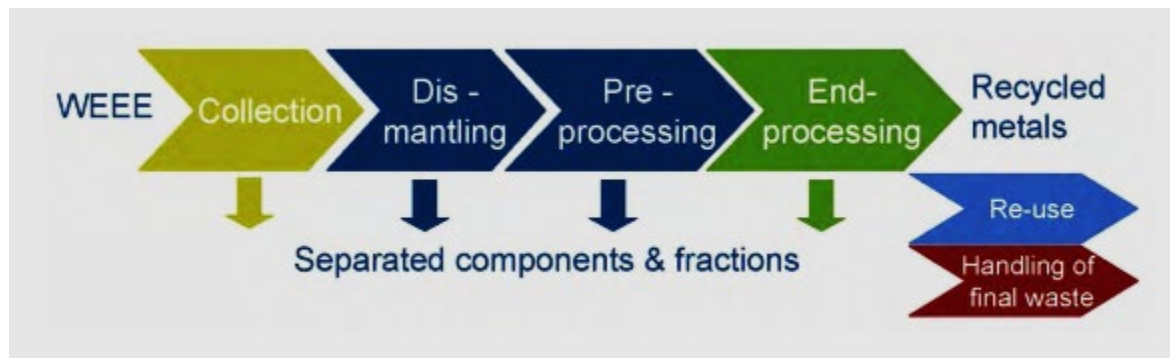 WEEE
Collection
Dis -
mantling
Pre -
processing
End-
processing
Recycled
metals
Re-use
Separated components & fractions
Handling of
final waste